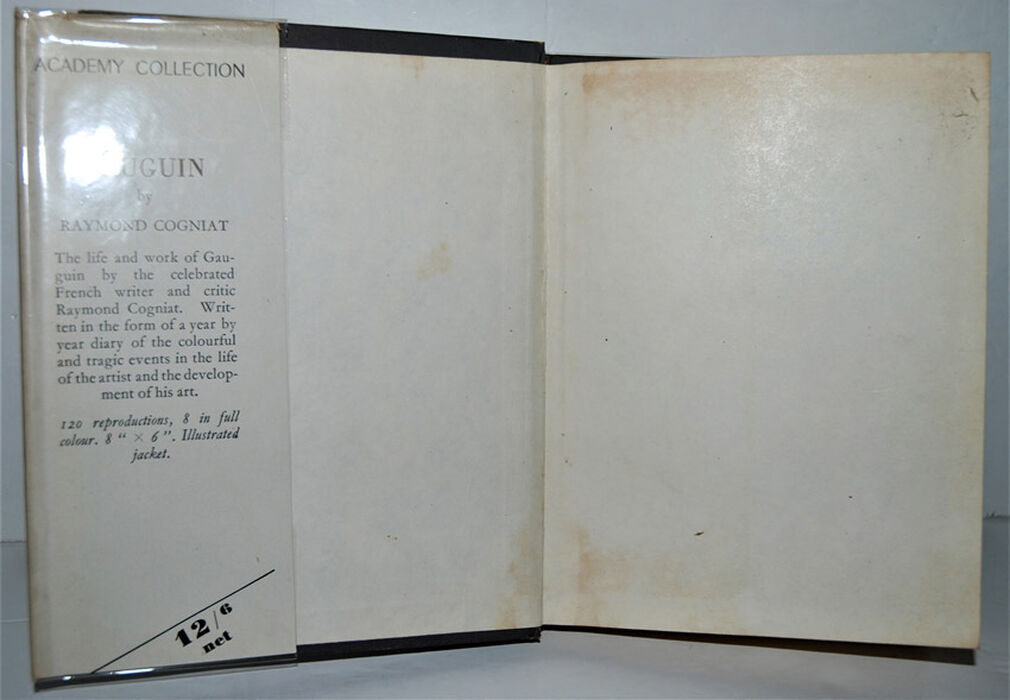 ACADEMY COLLECTION
GAUGUIN
by
RAYMOND COGNIAT
The life and work of Gau-
guin by the celebrated
French writer and critic
Raymond Cogniat. Writ-
ten in the form of a year by
year diary of the colourful
and tragic events in the life
of the artist and the develop-
ment of his art.
120 reproductions, 8 in full
colour. 8 " × 6 ". Illustrated
jacket.
12/6
net